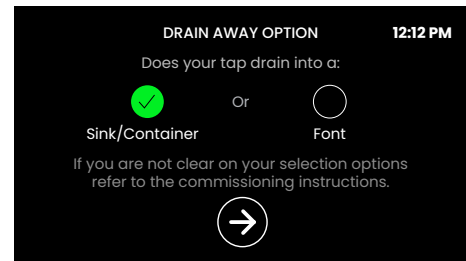 DRAIN AWAY OPTION 12:12 PM
Does your tap drain into a:
Or
Sink/Container Font
If you are not clear on your selection options
refer to the commissioning instructions.